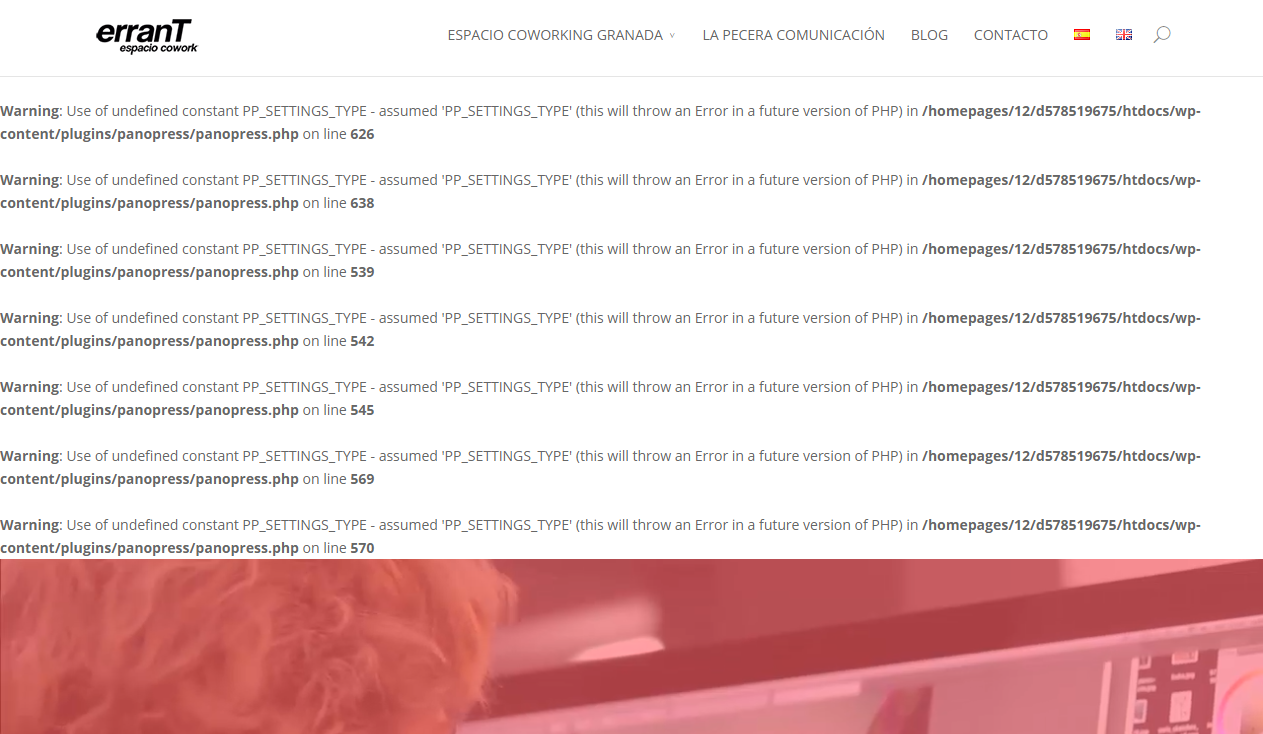 erranT
espacio cowork
ESPACIO COWORKING GRANADA
LA PECERA COMUNICACIÓN
BLOG
CONTACTO
Warning: Use of undefined constant PP_SETTINGS_TYPE - assumed 'PP_SETTINGS_TYPE' (this will throw an Error in a future version of PHP) in /homepages/12/d578519675/htdocs/wp-
content/plugins/panopress/panopress.php on line 626
Warning: Use of undefined constant PP_SETTINGS_TYPE - assumed 'PP_SETTINGS_TYPE' (this will throw an Error in a future version of PHP) in /homepages/12/d578519675/htdocs/wp-
content/plugins/panopress/panopress.php on line 638
Warning: Use of undefined constant PP_SETTINGS_TYPE - assumed 'PP_SETTINGS_TYPE' (this will throw an Error in a future version of PHP) in /homepages/12/d578519675/htdocs/wp-
content/plugins/panopress/panopress.php on line 539
Warning: Use of undefined constant PP_SETTINGS_TYPE - assumed 'PP_SETTINGS_TYPE' (this will throw an Error in a future version of PHP) in /homepages/12/d578519675/htdocs/wp-
content/plugins/panopress/panopress.php on line 542
Warning: Use of undefined constant PP_SETTINGS_TYPE - assumed 'PP_SETTINGS_TYPE' (this will throw an Error in a future version of PHP) in /homepages/12/d578519675/htdocs/wp-
content/plugins/panopress/panopress.php on line 545
Warning: Use of undefined constant PP_SETTINGS_TYPE - assumed 'PP_SETTINGS_TYPE' (this will throw an Error in a future version of PHP) in /homepages/12/d578519675/htdocs/wp-
content/plugins/panopress/panopress.php on line 569
Warning: Use of undefined constant PP_SETTINGS_TYPE - assumed 'PP_SETTINGS_TYPE' (this will throw an Error in a future version of PHP) in /homepages/12/d578519675/htdocs/wp-
content/plugins/panopress/panopress.php on line 570